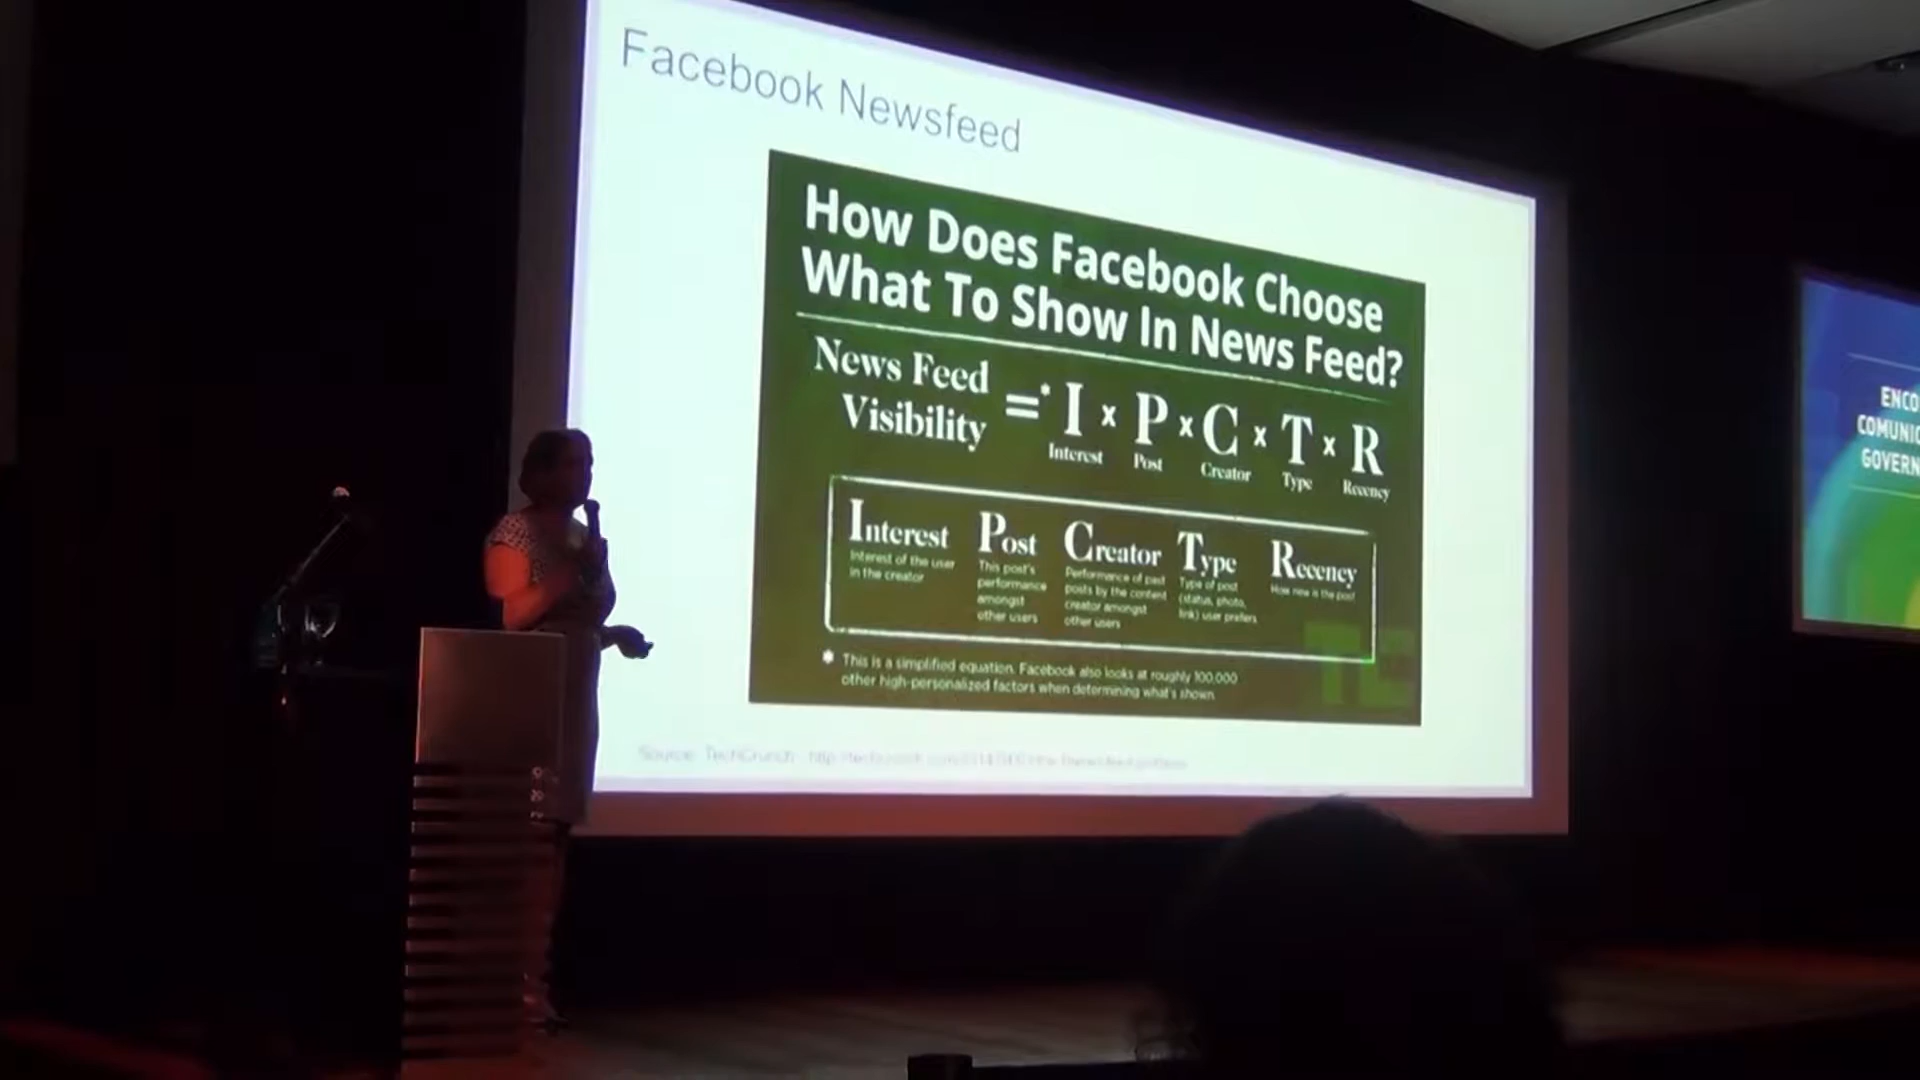 Facebook Newsfeed
How Does Facebook Choose
What To Show In News Feed?
News Feed
Visibility
=* I x P x C x T x R
Interest Post Creator Type Recency
Interest
Interest of the user
in the creator
Post
This post's
performance
amongst
other users
Creator
Performance of past
posts by the content
creator amongst
other users
Type
Type of post
(status, photo,
link) user prefers
Recency
How new is the post
* This is a simplified equation. Facebook also looks at roughly 100,000
other high-personalized factors when determining what's shown.
TC
Source: TechCrunch
ENCO
COMUNIC
GOVERN